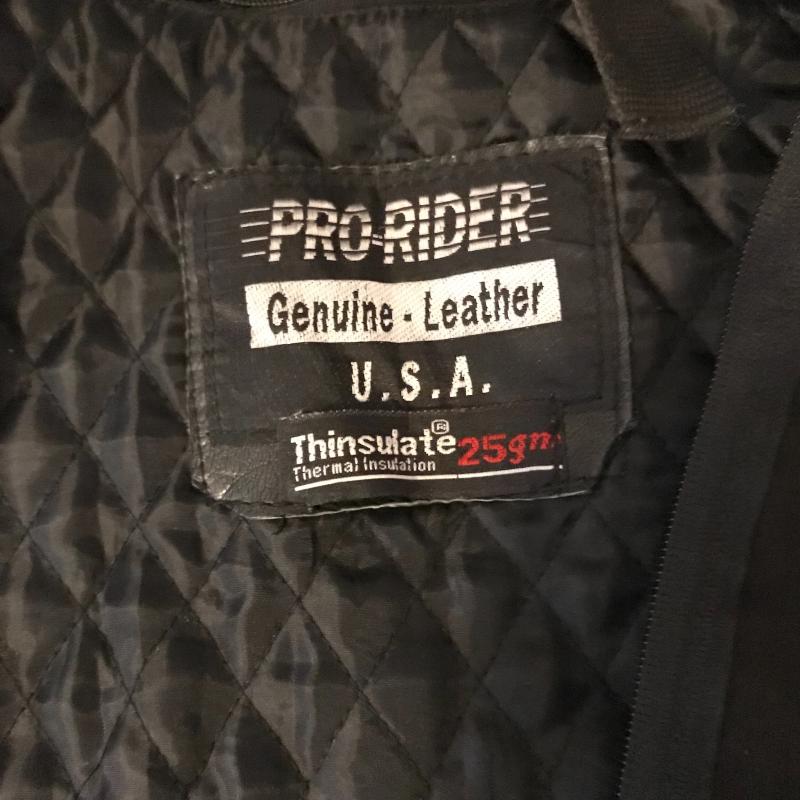 PRO-RIDER
Genuine - Leather
U.S.A.
Thinsulate® 25gm
Thermal Insulation